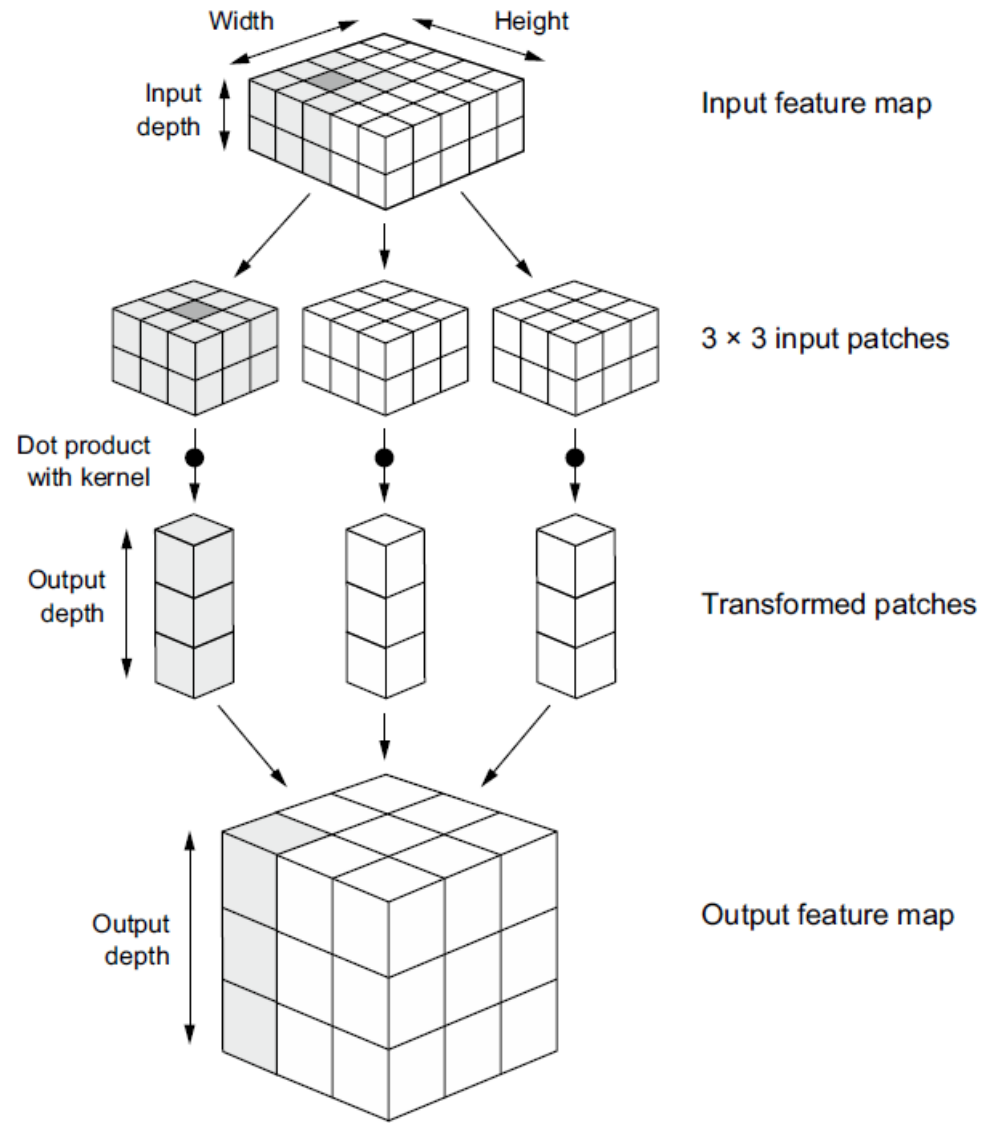 Width
Height
Input
depth
Input feature map
3 × 3 input patches
Dot product
with kernel
Output
depth
Transformed patches
Output
depth
Output feature map